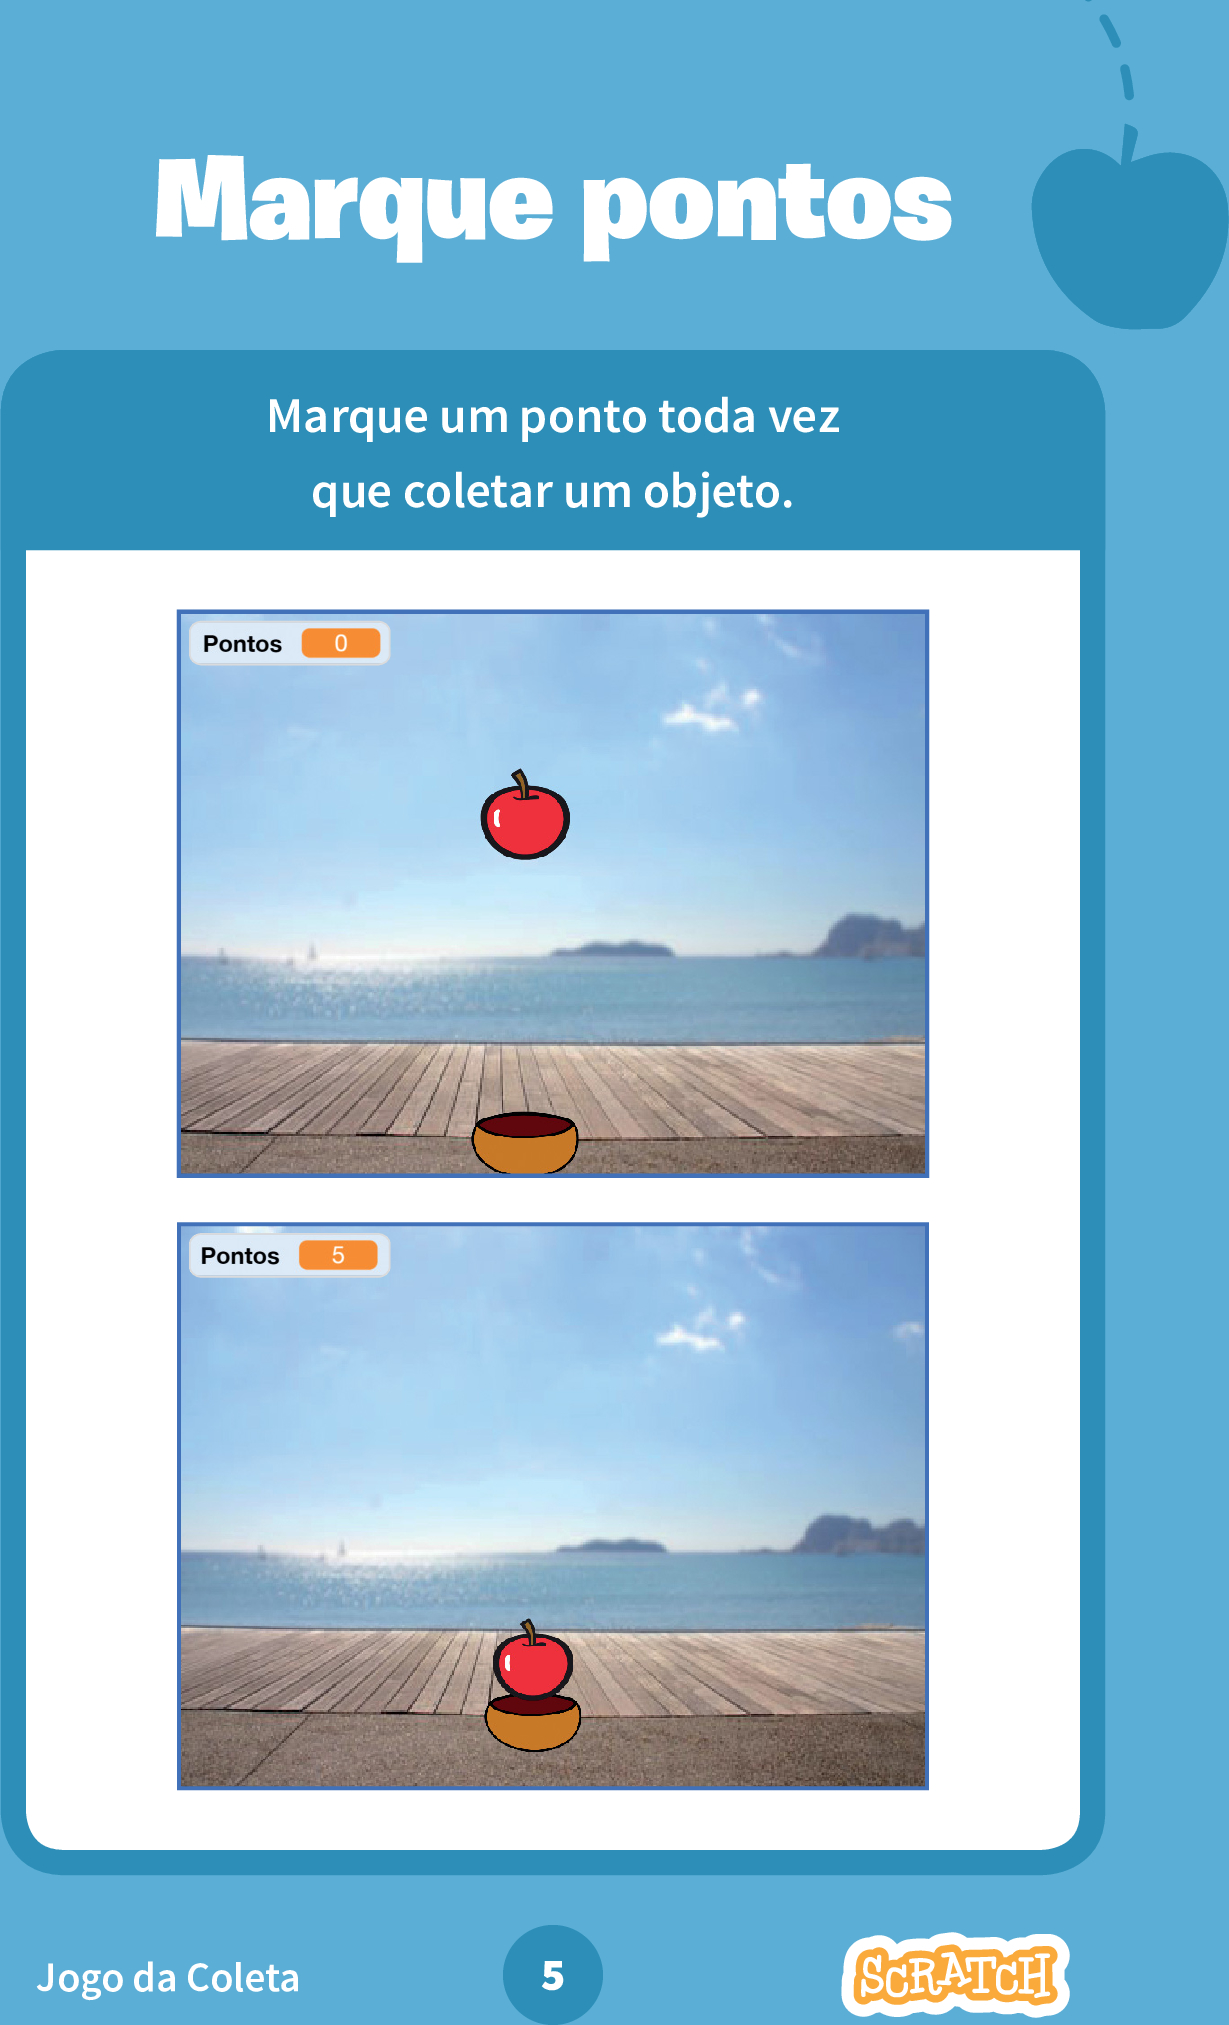 Marque pontos
Marque um ponto toda vez
que coletar um objeto.
Pontos 0
Pontos 5
Jogo da Coleta
5
SCRATCH